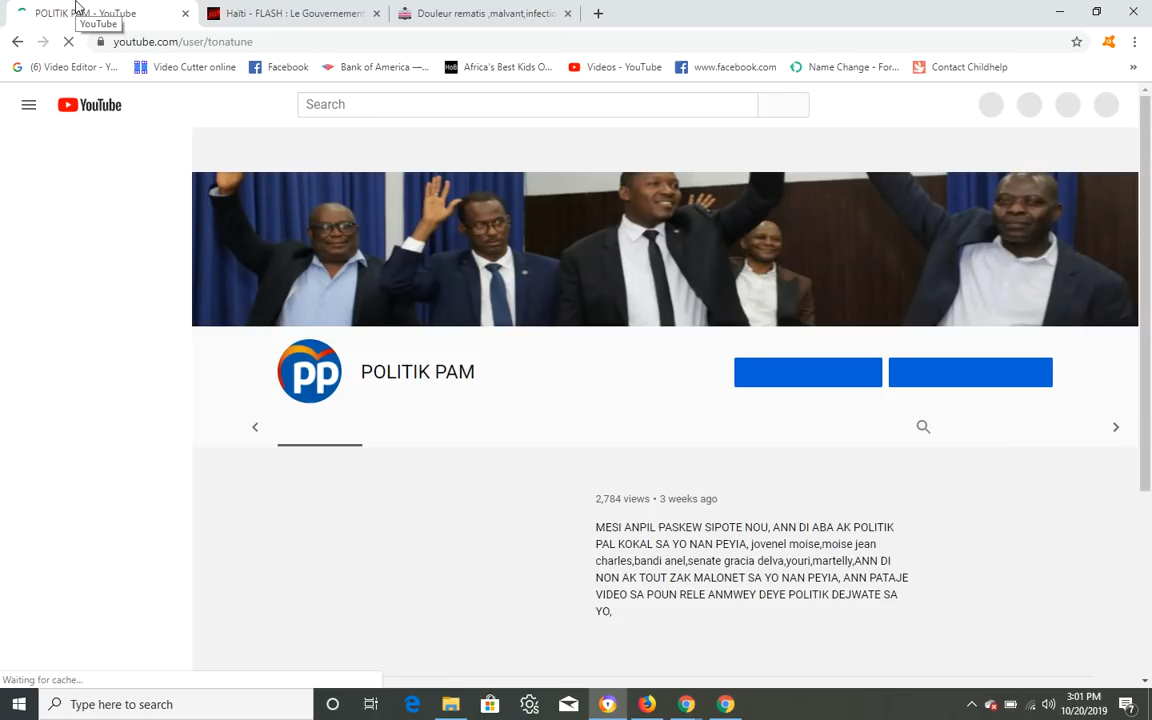 POLITIK PAM - YouTube
Haïti - FLASH : Le Gouvernement
Douleur rematis ,malvant,infectio
YouTube
youtube.com/user/tonatune
(6) Video Editor - Y...
Video Cutter online
Facebook
Bank of America —...
Africa's Best Kids O...
Videos - YouTube
www.facebook.com
Name Change - For...
Contact Childhelp
YouTube
Search
pp
POLITIK PAM
2,784 views • 3 weeks ago
MESI ANPIL PASKEW SIPOTE NOU, ANN DI ABA AK POLITIK
PAL KOKAL SA YO NAN PEYIA, jovenel moise,moise jean
charles,bandi anel,senate gracia delva,youri,martelly,ANN DI
NON AK TOUT ZAK MALONET SA YO NAN PEYIA, ANN PATAJE
VIDEO SA POUN RELE ANMWEY DEYE POLITIK DEJWATE SA
YO,
Waiting for cache...
Type here to search
3:01 PM
10/20/2019
7